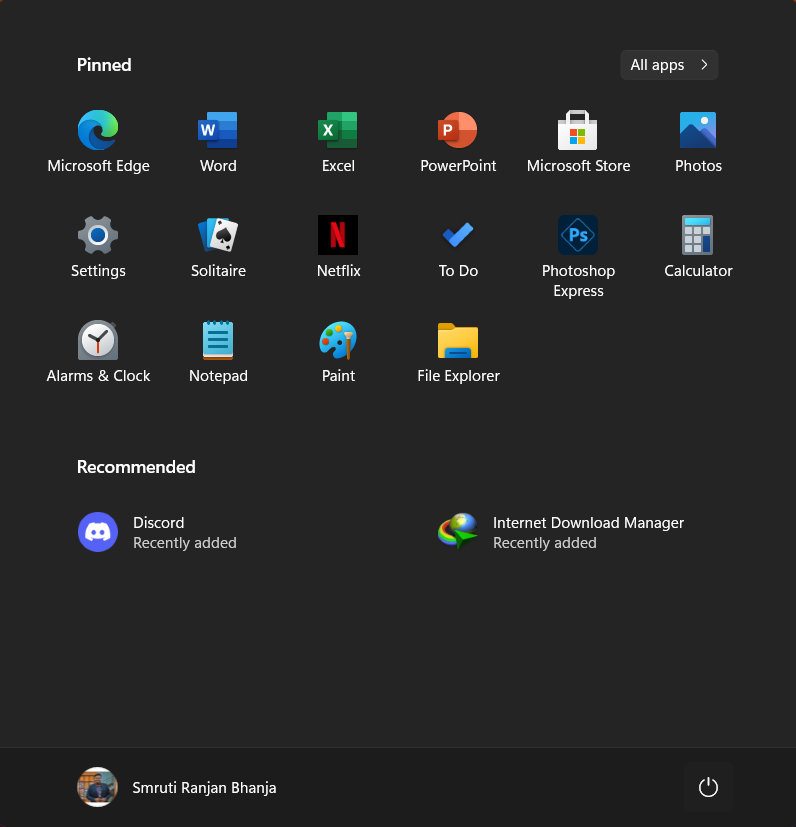 Pinned
All apps
Microsoft Edge
Word
Excel
PowerPoint
Microsoft Store
Photos
Settings
Solitaire
Netflix
To Do
Photoshop
Express
Calculator
Alarms & Clock
Notepad
Paint
File Explorer
Recommended
Discord
Recently added
Internet Download Manager
Recently added
Smruti Ranjan Bhanja